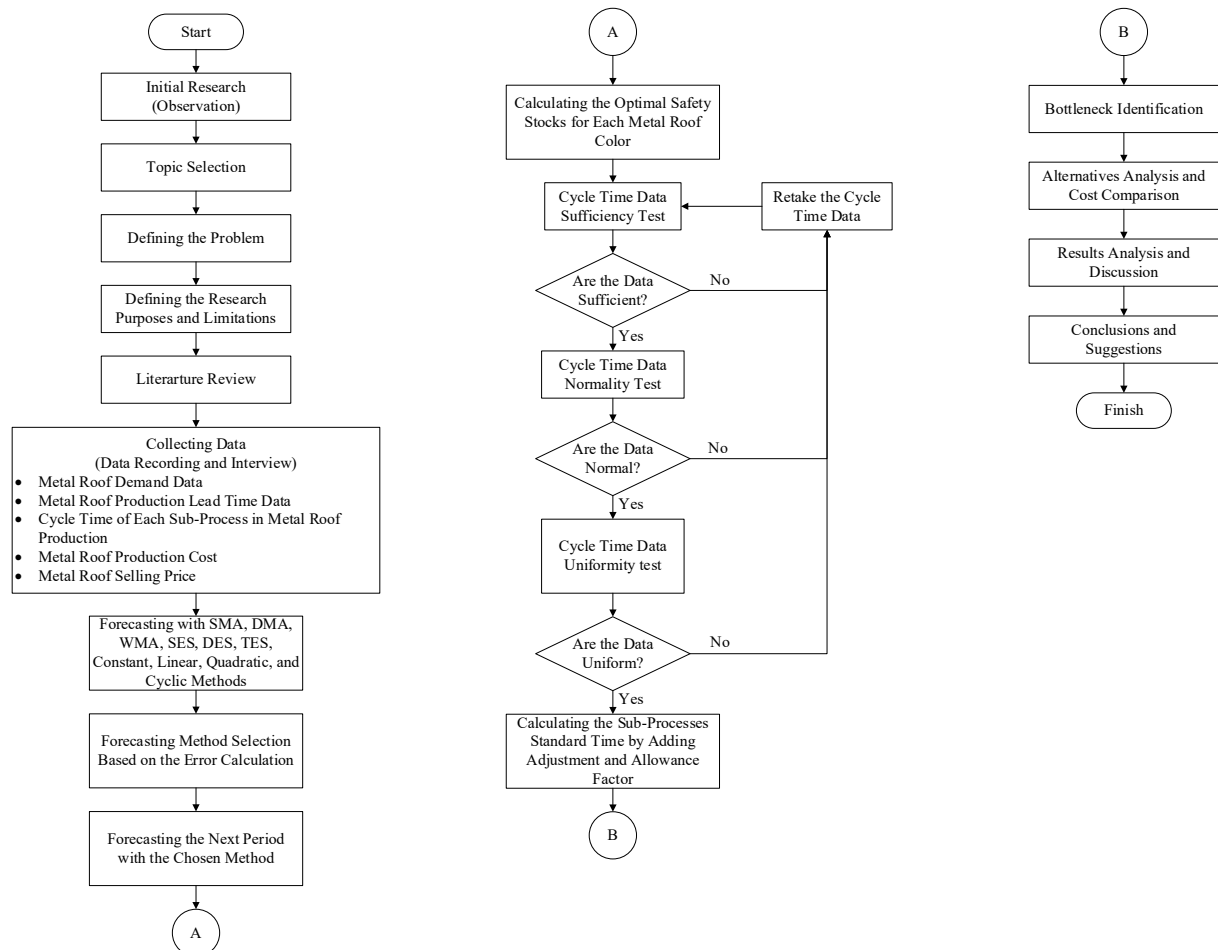 Start
Initial Research
(Observation)
Topic Selection
Defining the Problem
Defining the Research
Purposes and Limitations
Literarture Review
Collecting Data
(Data Recording and Interview)
• Metal Roof Demand Data
• Metal Roof Production Lead Time Data
• Cycle Time of Each Sub-Process in Metal Roof
Production
• Metal Roof Production Cost
• Metal Roof Selling Price
Forecasting with SMA, DMA,
WMA, SES, DES, TES,
Constant, Linear, Quadratic, and
Cyclic Methods
Forecasting Method Selection
Based on the Error Calculation
Forecasting the Next Period
with the Chosen Method
A
A
Calculating the Optimal Safety
Stocks for Each Metal Roof
Color
Cycle Time Data
Sufficiency Test
Retake the Cycle
Time Data
Are the Data
Sufficient?
No
Yes
Cycle Time Data
Normality Test
Are the Data
Normal?
No
Yes
Cycle Time Data
Uniformity test
Are the Data
Uniform?
No
Yes
Calculating the Sub-Processes
Standard Time by Adding
Adjustment and Allowance
Factor
B
B
Bottleneck Identification
Alternatives Analysis and
Cost Comparison
Results Analysis and
Discussion
Conclusions and
Suggestions
Finish